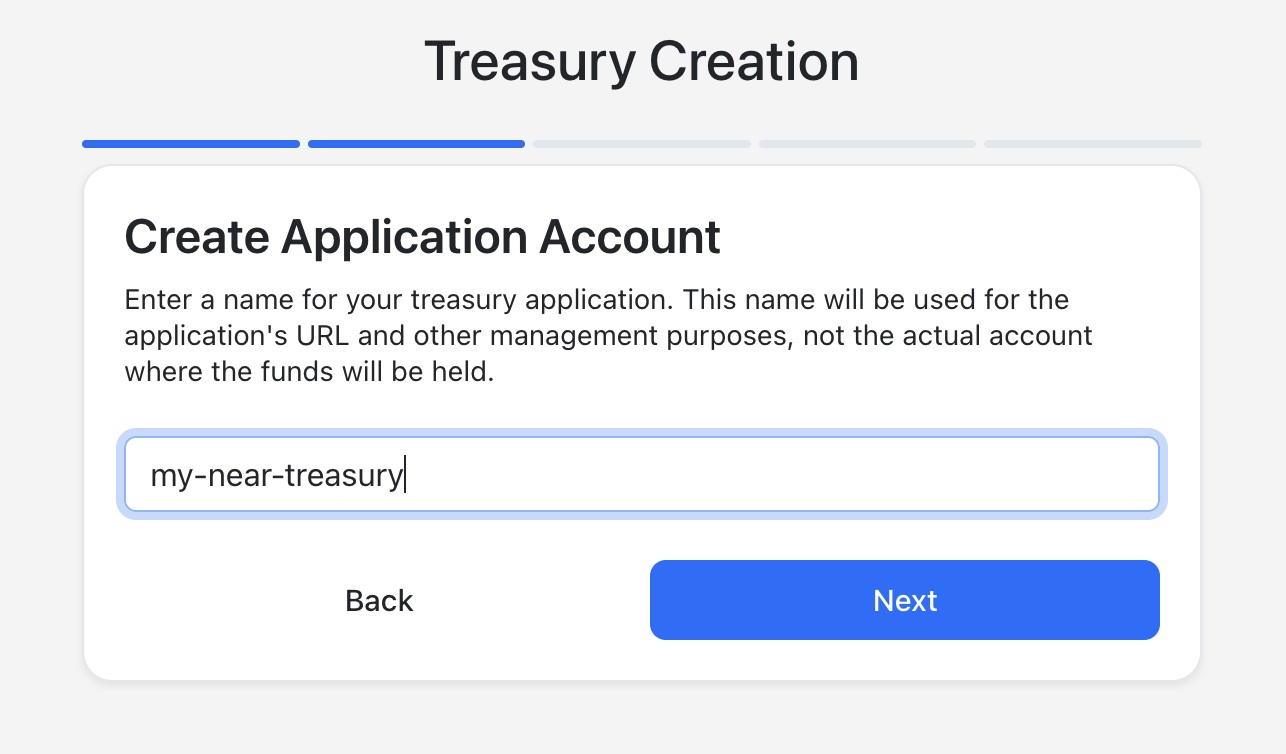 Treasury Creation
Create Application Account
Enter a name for your treasury application. This name will be used for the
application's URL and other management purposes, not the actual account
where the funds will be held.
my-near-treasury
Back
Next